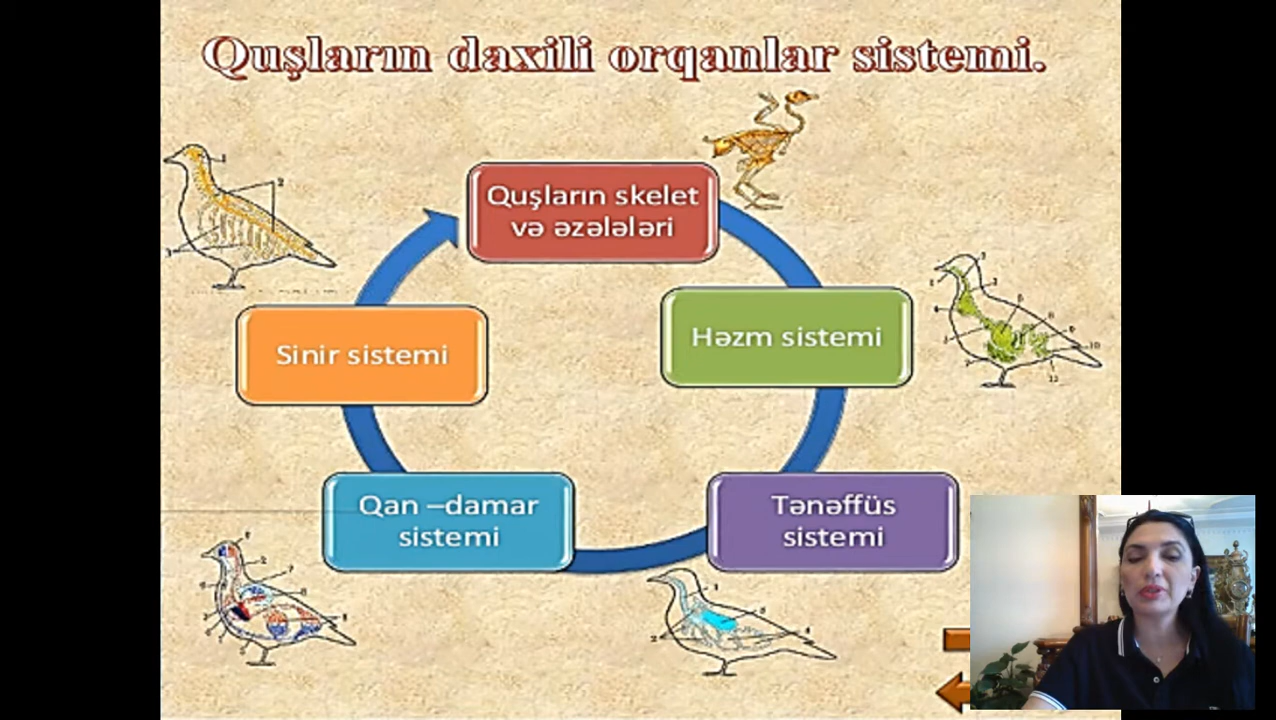 Quşların daxili orqanlar sistemi.
Quşların skelet
və əzələləri
Həzm sistemi
Sinir sistemi
Qan –damar
sistemi
Tənəffüs
sistemi